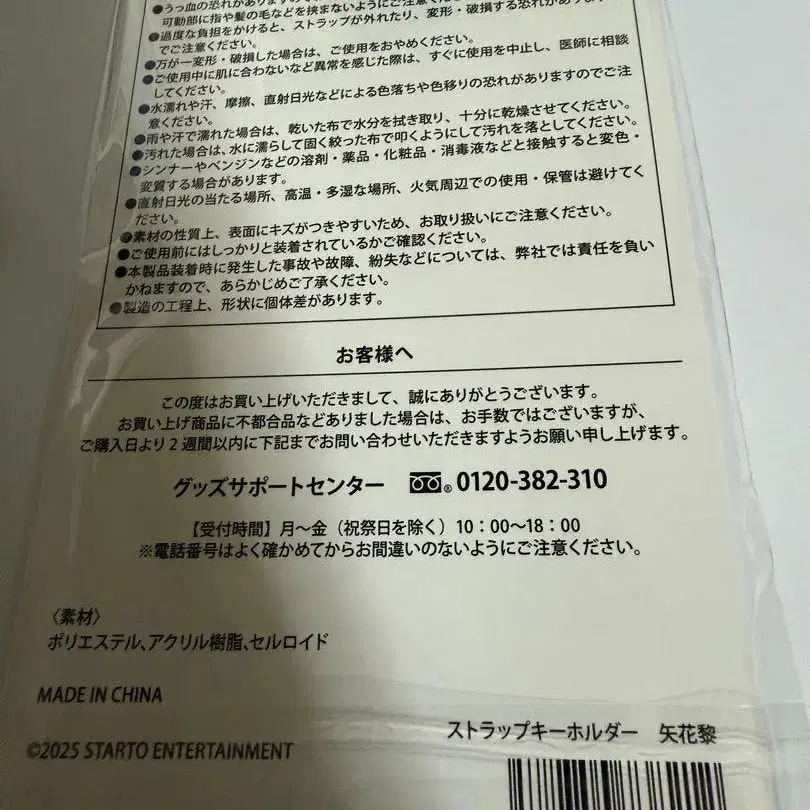 ●うっ血の恐れがありますので
可動部に指や髪の毛などを挟まないようにご注意くださ
●過度な負担をかけると、ストラップが外れたり、変形・破損する恐れがあります
でご注意ください。
●万が一変形・破損した場合は、ご使用をおやめください。
●ご使用中に肌に合わないなど異常を感じた際は、すぐに使用を中止し、医師に相談
してください。
●水濡れや汗、摩擦、直射日光などによる色落ちや色移りの恐れがありますのでご注
意ください。
●雨や汗で濡れた場合は、乾いた布で水分を拭き取り、十分に乾燥させてください。
●汚れた場合は、水に濡らして固く絞った布で叩くようにして汚れを落としてください。
●シンナーやベンジンなどの溶剤・薬品・化粧品・消毒液などと接触すると変色・
変質する場合があります。
●直射日光の当たる場所、高温・多湿な場所、火気周辺での使用・保管は避けてく
ださい。
●素材の性質上、表面にキズがつきやすいため、お取り扱いにご注意ください。
●ご使用前にはしっかりと装着されているかご確認ください。
●本製品装着時に発生した事故や故障、紛失などについては、弊社では責任を負い
かねますので、あらかじめご了承ください。
●製造の工程上、形状に個体差があります。
お客様へ
この度はお買い上げいただきまして、誠にありがとうございます。
お買い上げ商品に不都合品などありました場合は、お手数ではございますが、
ご購入日より2週間以内に下記までお問い合わせいただきますようお願い申し上げます。
グッズサポートセンター ® 0120-382-310
【受付時間】月～金（祝祭日を除く）10：00～18：00
※電話番号はよく確かめてからお間違いのないようにご注意ください。
〈素材〉
ポリエステル、アクリル樹脂、セルロイド
MADE IN CHINA
ストラップキーホルダー 矢花黎
©2025 STARTO ENTERTAINMENT